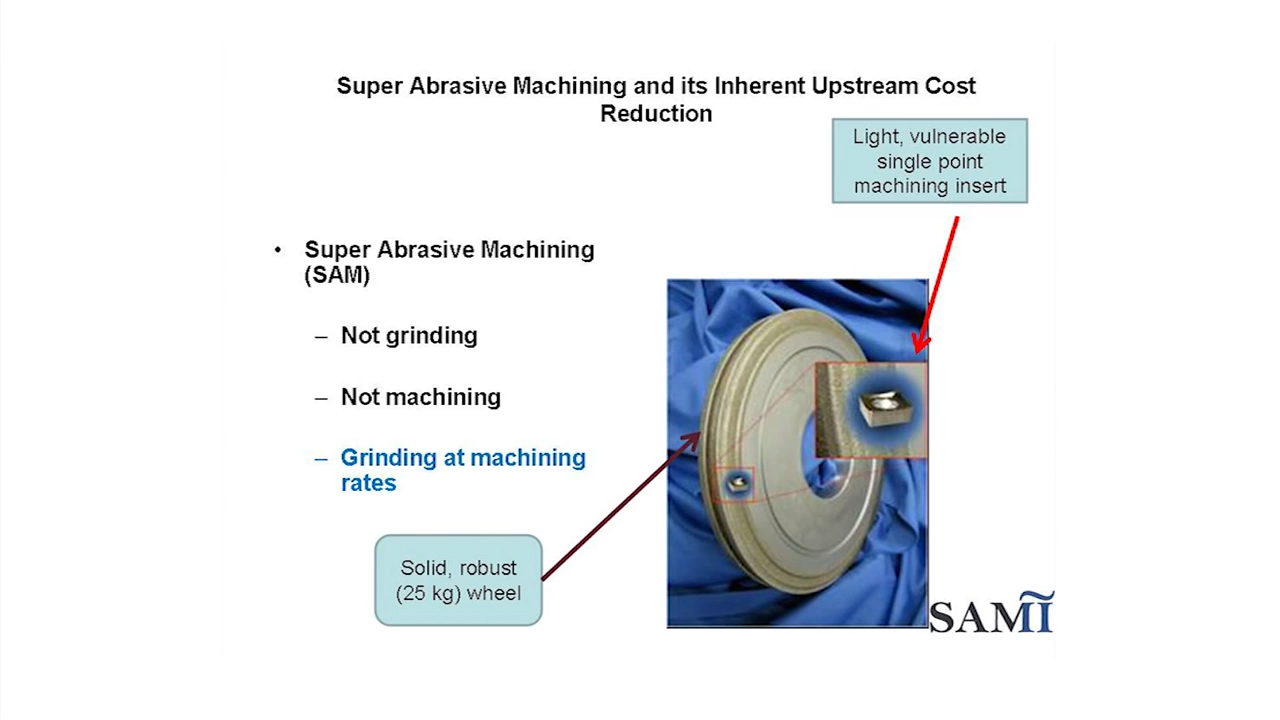 Super Abrasive Machining and its Inherent Upstream Cost
Reduction
Light, vulnerable
single point
machining insert
• Super Abrasive Machining
(SAM)
– Not grinding
– Not machining
– Grinding at machining
rates
Solid, robust
(25 kg) wheel
SAMI